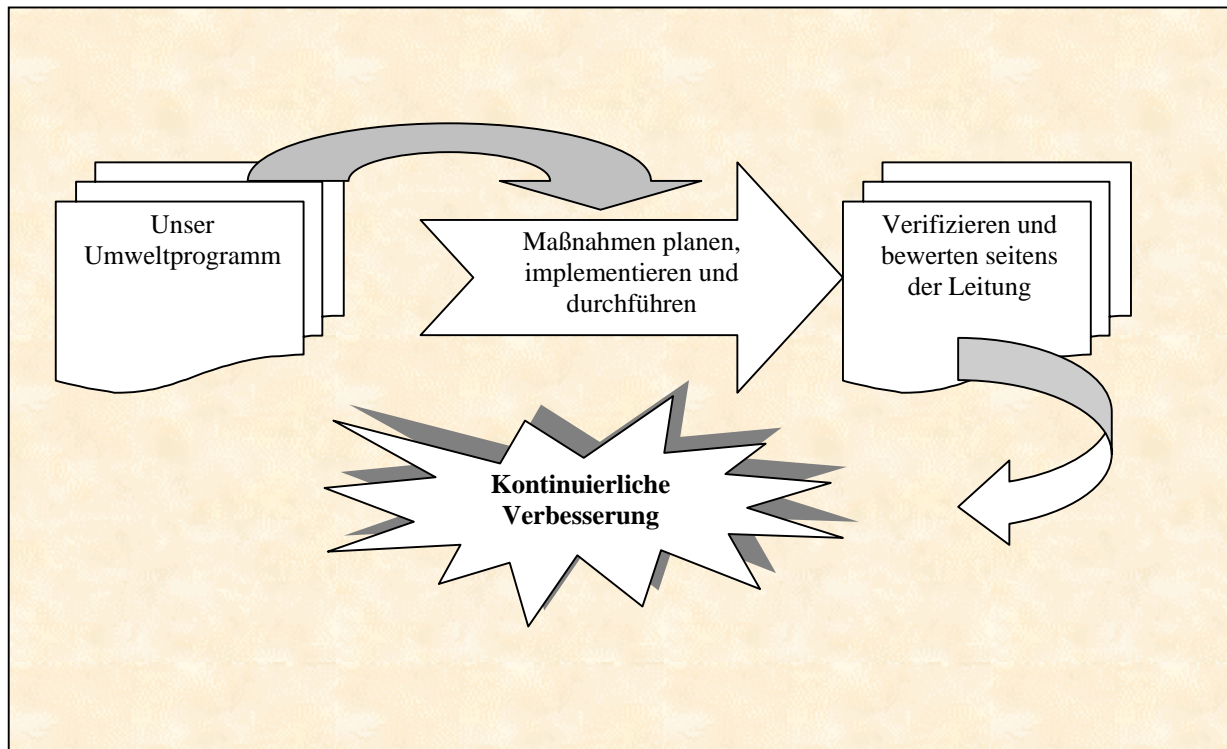 Unser
Umweltprogramm
Maßnahmen planen,
implementieren und
durchführen
Verifizieren und
bewerten seitens
der Leitung
Kontinuierliche
Verbesserung